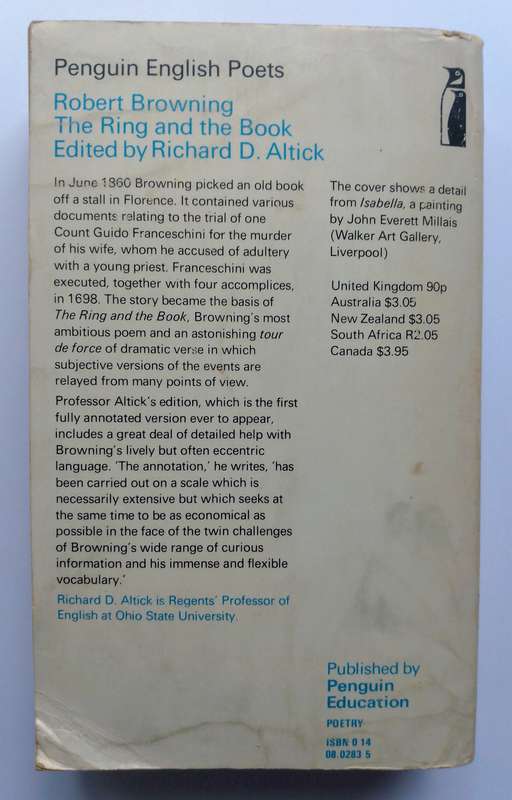 Penguin English Poets
Robert Browning
The Ring and the Book
Edited by Richard D. Altick
In June 1860 Browning picked an old book
off a stall in Florence. It contained various
documents relating to the trial of one
Count Guido Franceschini for the murder
of his wife, whom he accused of adultery
with a young priest. Franceschini was
executed, together with four accomplices,
in 1698. The story became the basis of
The Ring and the Book, Browning's most
ambitious poem and an astonishing tour
de force of dramatic verse in which
subjective versions of the events are
relayed from many points of view.
Professor Altick's edition, which is the first
fully annotated version ever to appear,
includes a great deal of detailed help with
Browning's lively but often eccentric
language. 'The annotation,' he writes, 'has
been carried out on a scale which is
necessarily extensive but which seeks at
the same time to be as economical as
possible in the face of the twin challenges
of Browning's wide range of curious
information and his immense and flexible
vocabulary.'
Richard D. Altick is Regents' Professor of
English at Ohio State University.
The cover shows a detail
from Isabella, a painting
by John Everett Millais
(Walker Art Gallery,
Liverpool)
United Kingdom 90p
Australia $3.05
New Zealand $3.05
South Africa R2.05
Canada $3.95
Published by
Penguin
Education
POETRY
ISBN 0 14
08.0283 5